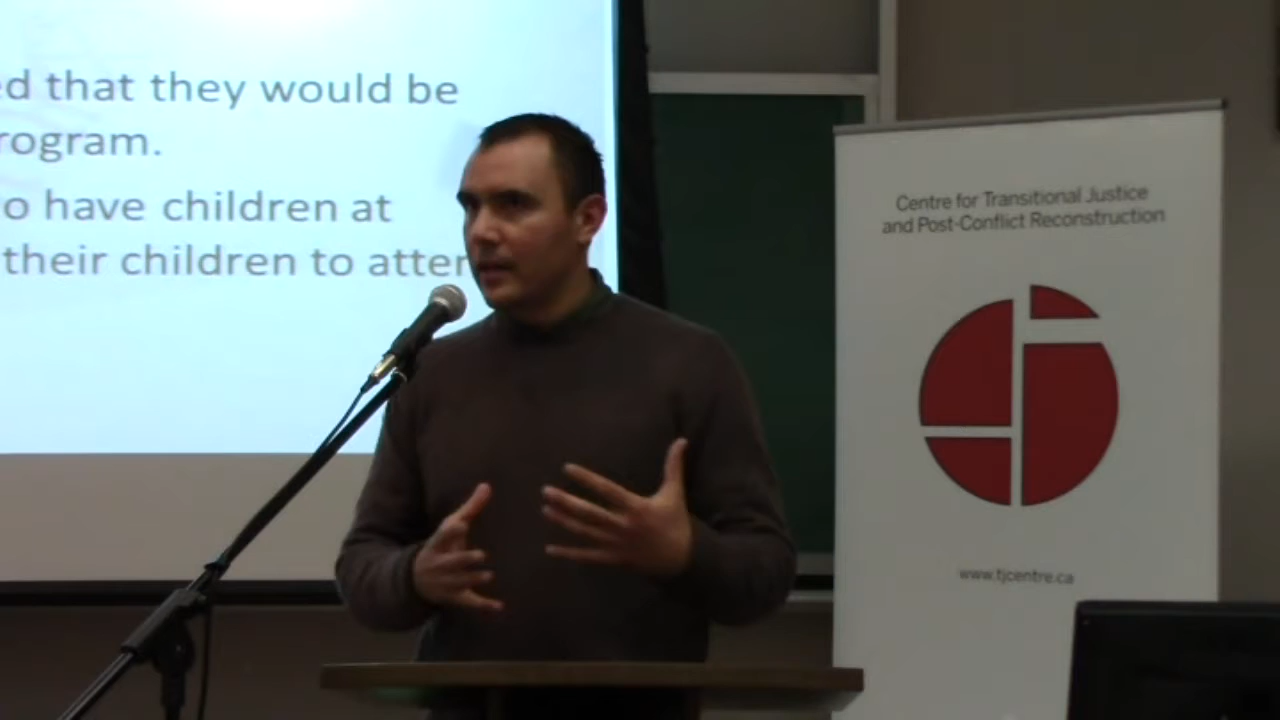 ed that they would be
rogram.
o have children at
their children to atten
Centre for Transitional Justice
and Post-Conflict Reconstruction
www.tjcentre.ca